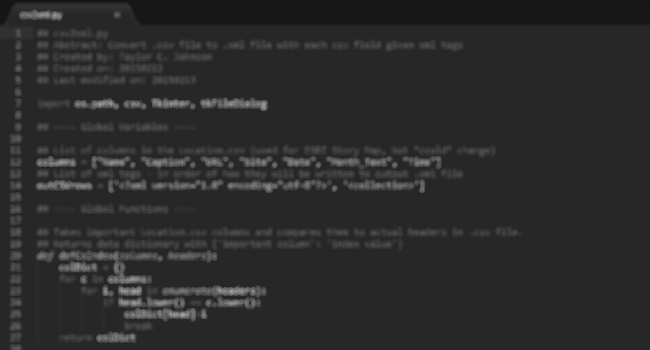 csv2xml.py
1 ## csv2xml.py
2 ## Abstract: Convert .csv file to .xml file with each csv field given xml tags
3 ## Created by: Taylor C. Johnson
4 ## Created on: 20150213
5 ## Last modified on: 20150213
6
7 import os.path, csv, Tkinter, tkFileDialog
8
9 ## ---- Global Variables ----
10
11 ## List of columns in the Location.csv (used for ESRI Story Map, but "could" change)
12 columns = ["Name", "Caption", "URL", "Site", "Date", "Month_Text", "Time"]
13 ## List of xml tags - in order of how they will be written to output .xml file
14 = ['<?xml version="1.0" encoding="utf-8"?>', '<collection>']
15
16 ## ---- Global Functions ----
17
18 ## Takes important Location.csv columns and compares them to actual headers in .csv file.
19 ## Returns data dictionary with {'important column': 'index value'}
20 def (columns, headers):
21 colDict = {}
22 for c in columns:
23 for i, head in enumerate(headers):
24 if head.lower() == c.lower():
25 colDict[head]=i
26 break
27 return colDict
28